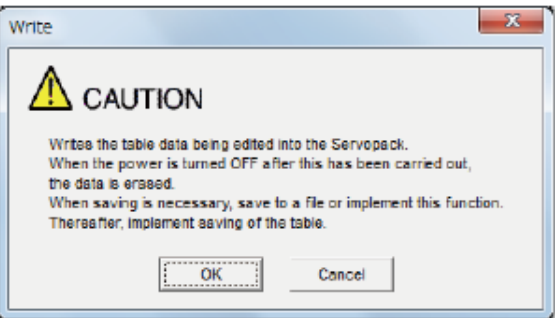 Write
CAUTION
Writes the table data being edited into the Servopack.
When the power is turned OFF after this has been carried out,
the data is erased.
When saving is necessary, save to a file or implement this function.
Thereafter, implement saving of the table.
OK
Cancel